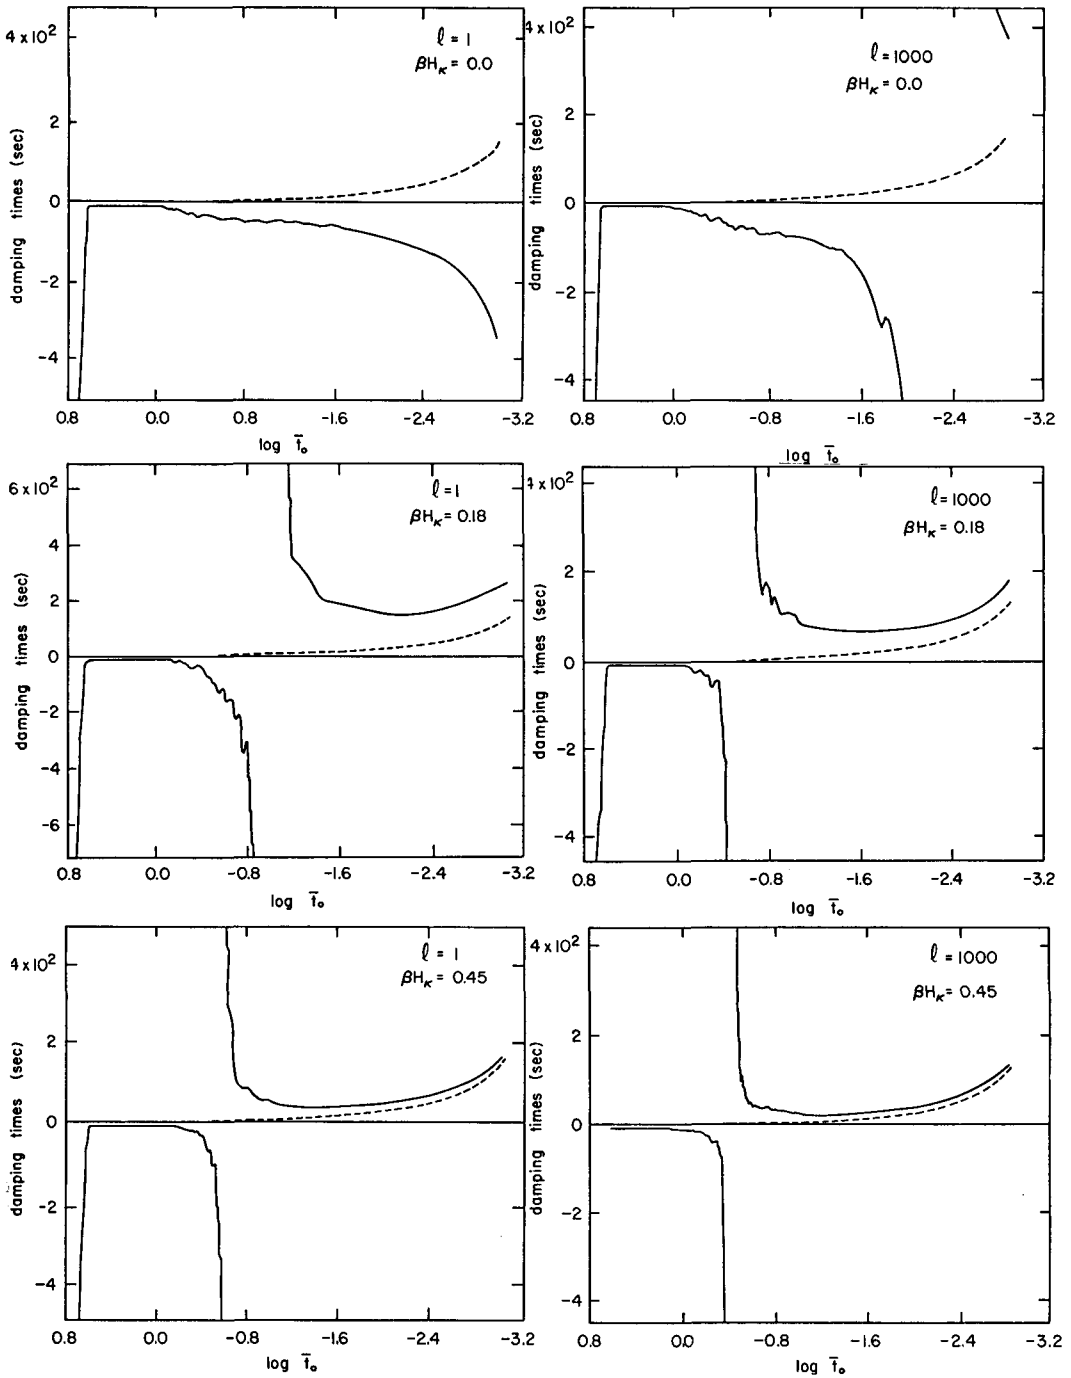 4 x 10²
2
0
-2
-4
damping times (sec)
ℓ = 1
βHκ = 0.0
0.8 0.0 -0.8 -1.6 -2.4 -3.2
log t̄₀
4 x 10²
2
0
-2
-4
damping times (sec)
ℓ = 1000
βHκ = 0.0
0.8 0.0 -0.8 -1.6 -2.4 -3.2
log t̄₀
6 x 10²
4
2
0
-2
-4
-6
damping times (sec)
ℓ = 1
βHκ = 0.18
0.8 0.0 -0.8 -1.6 -2.4 -3.2
log t̄₀
4 x 10²
2
0
-2
-4
damping times (sec)
ℓ = 1000
βHκ = 0.18
0.8 0.0 -0.8 -1.6 -2.4 -3.2
log t̄₀
4 x 10²
2
0
-2
-4
damping times (sec)
ℓ = 1
βHκ = 0.45
0.8 0.0 -0.8 -1.6 -2.4 -3.2
log t̄₀
4 x 10²
2
0
-2
-4
damping times (sec)
ℓ = 1000
βHκ = 0.45
0.8 0.0 -0.8 -1.6 -2.4 -3.2
log t̄₀